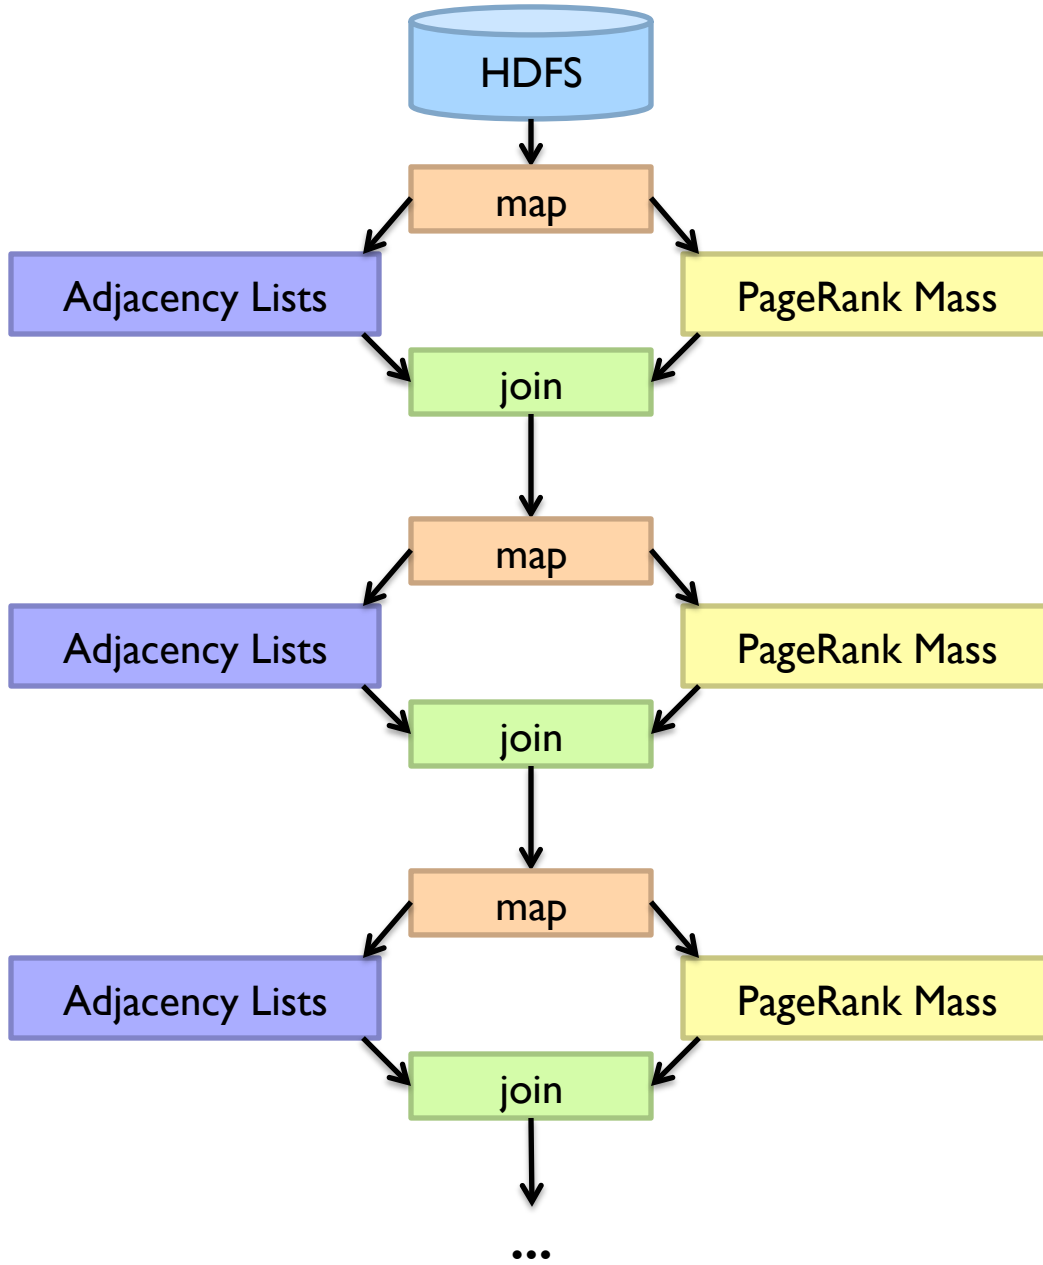 HDFS
map
Adjacency Lists
PageRank Mass
join
map
Adjacency Lists
PageRank Mass
join
map
Adjacency Lists
PageRank Mass
join
...